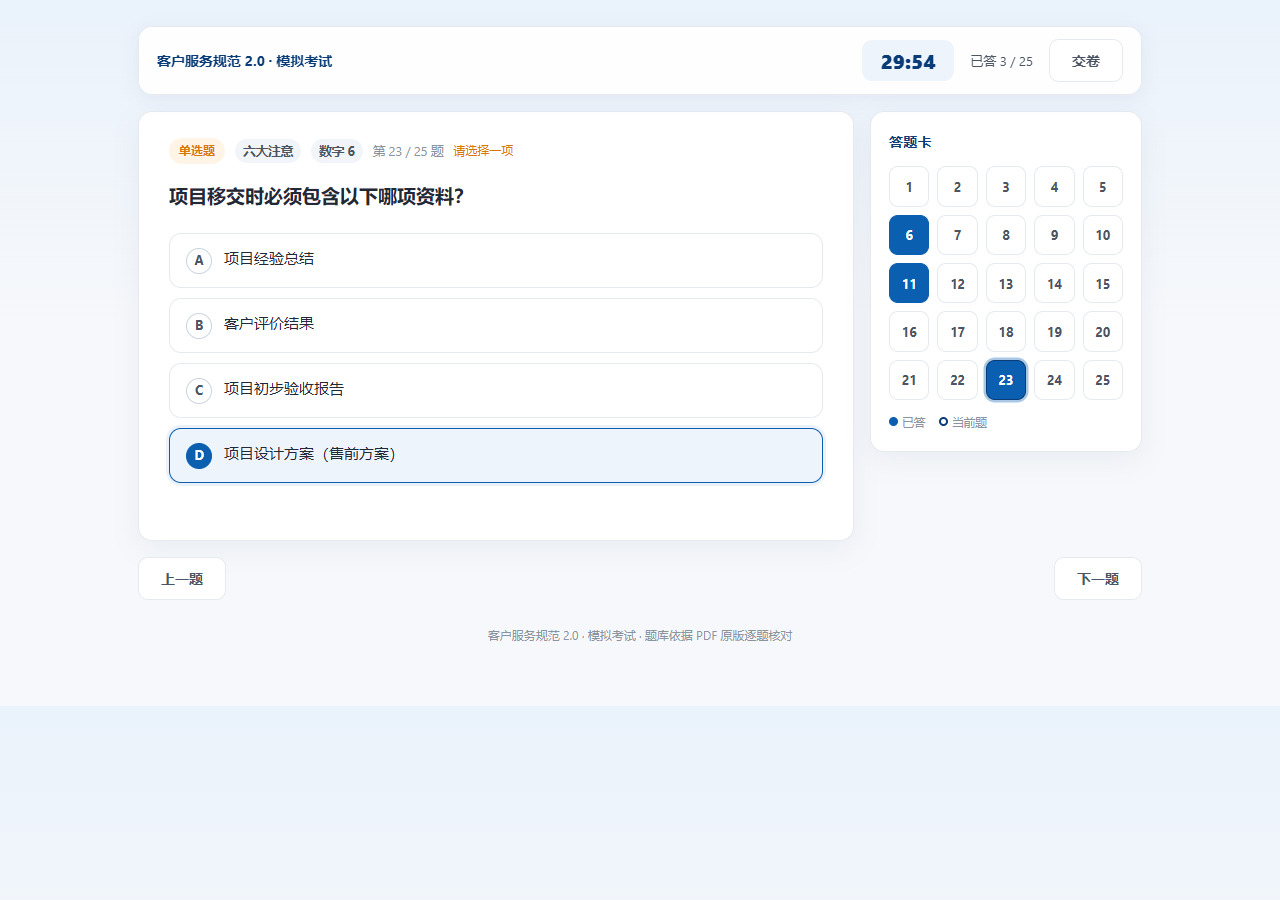 客户服务规范 2.0 · 模拟考试
29:54
已答 3 / 25
交卷
单选题
六大注意
数字 6
第 23 / 25 题
请选择一项
项目移交时必须包含以下哪项资料？
A 项目经验总结
B 客户评价结果
C 项目初步验收报告
D 项目设计方案（售前方案）
答题卡
1 2 3 4 5
6 7 8 9 10
11 12 13 14 15
16 17 18 19 20
21 22 23 24 25
已答 当前题
上一题
下一题
客户服务规范 2.0 · 模拟考试 · 题库依据 PDF 原版逐题核对